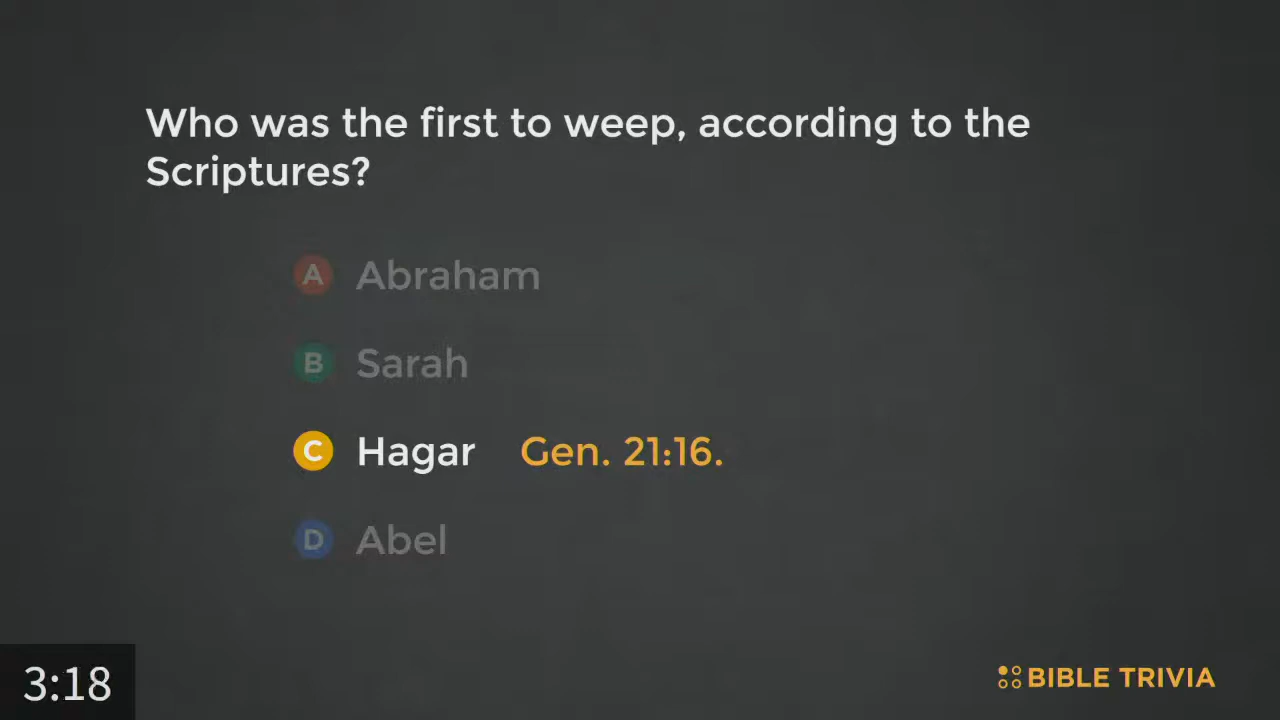 Who was the first to weep, according to the
Scriptures?
A Abraham
B Sarah
C Hagar Gen. 21:16.
D Abel
3:18
BIBLE TRIVIA